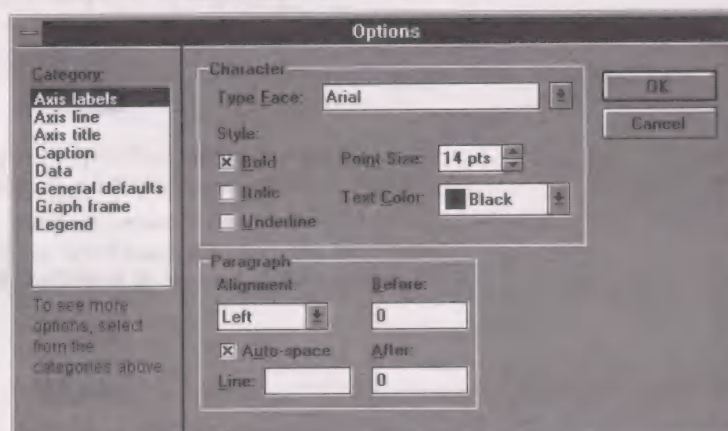 Options
Category:
Axis labels
Axis line
Axis title
Caption
Data
General defaults
Graph frame
Legend
To see more
options, select
from the
categories above.
Character
Type Face: Arial
Style:
Bold
Italic
Underline
Point Size: 14 pts
Text Color: Black
Paragraph
Alignment:
Left
Auto-space
Line:
Before:
0
After:
0
OK
Cancel